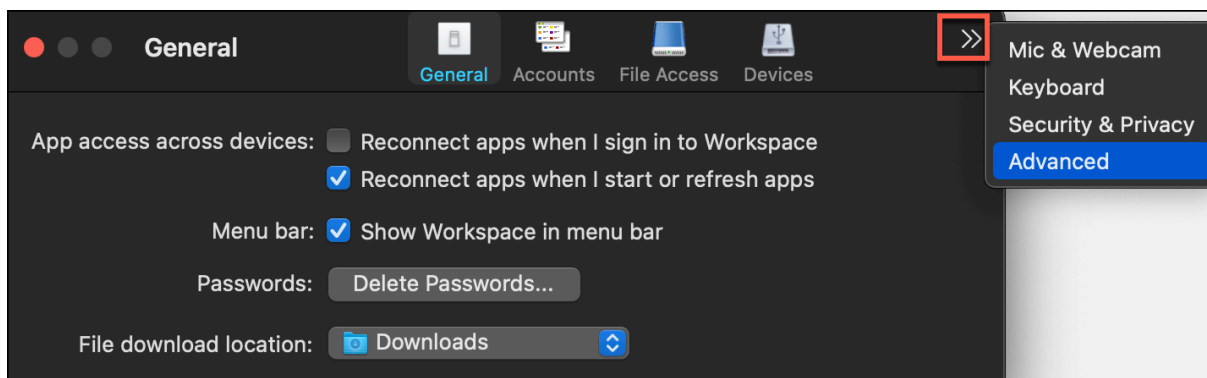 General
General
Accounts
File Access
Devices
Mic & Webcam
Keyboard
Security & Privacy
Advanced
App access across devices: Reconnect apps when I sign in to Workspace
Reconnect apps when I start or refresh apps
Menu bar: Show Workspace in menu bar
Passwords: Delete Passwords...
File download location: Downloads